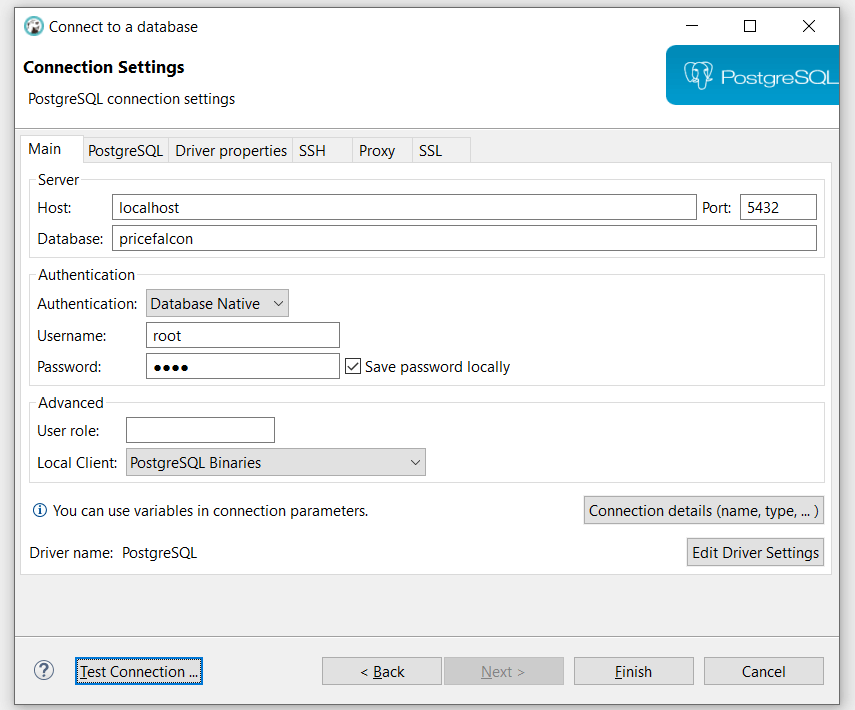 Connect to a database
Connection Settings
PostgreSQL connection settings
PostgreSQL
Main PostgreSQL Driver properties SSH Proxy SSL
Server
Host: localhost Port: 5432
Database: pricefalcon
Authentication
Authentication: Database Native
Username: root
Password: ●●●● Save password locally
Advanced
User role:
Local Client: PostgreSQL Binaries
You can use variables in connection parameters. Connection details (name, type, ... )
Driver name: PostgreSQL Edit Driver Settings
? Test Connection ... < Back Next > Finish Cancel